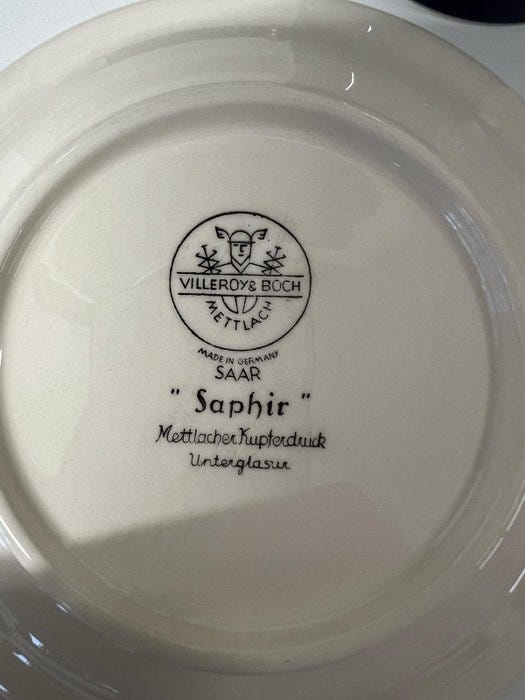 VILLEROY & BOCH
METTLACH
MADE IN GERMANY
SAAR
" Saphir "
Mettlacher Kupferdruck
Unterglasur